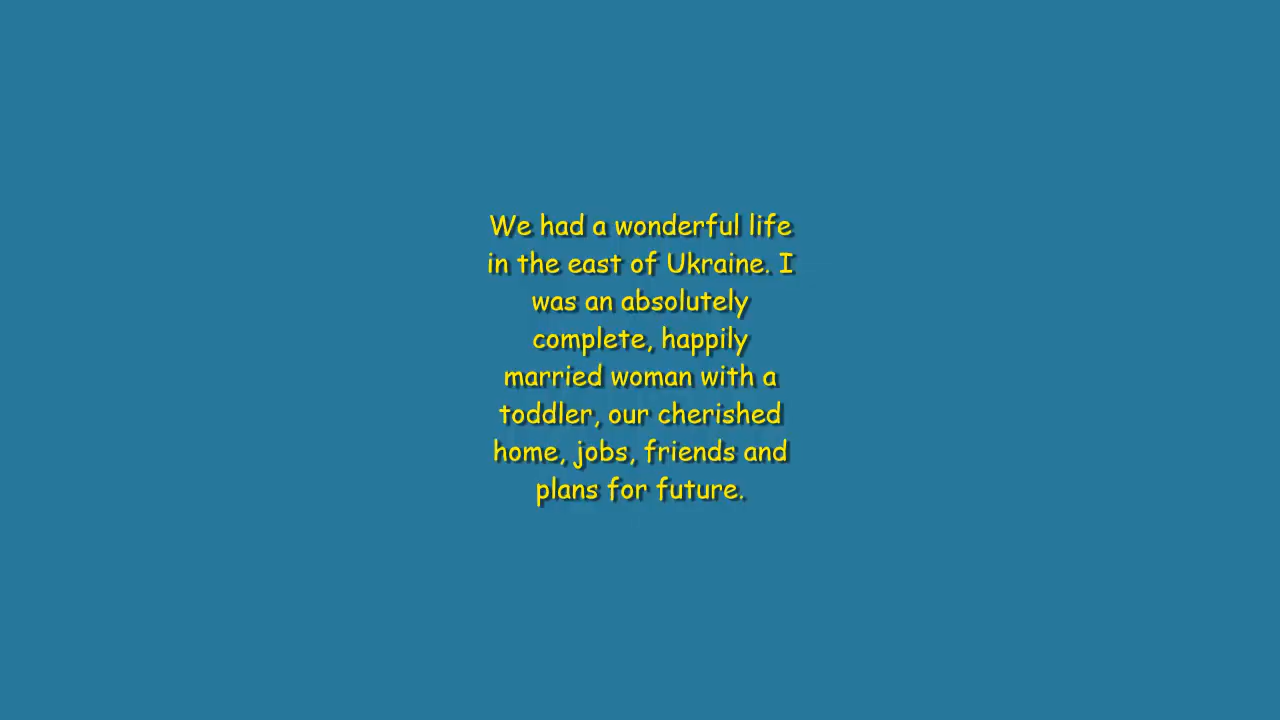 We had a wonderful life
in the east of Ukraine. I
was an absolutely
complete, happily
married woman with a
toddler, our cherished
home, jobs, friends and
plans for future.